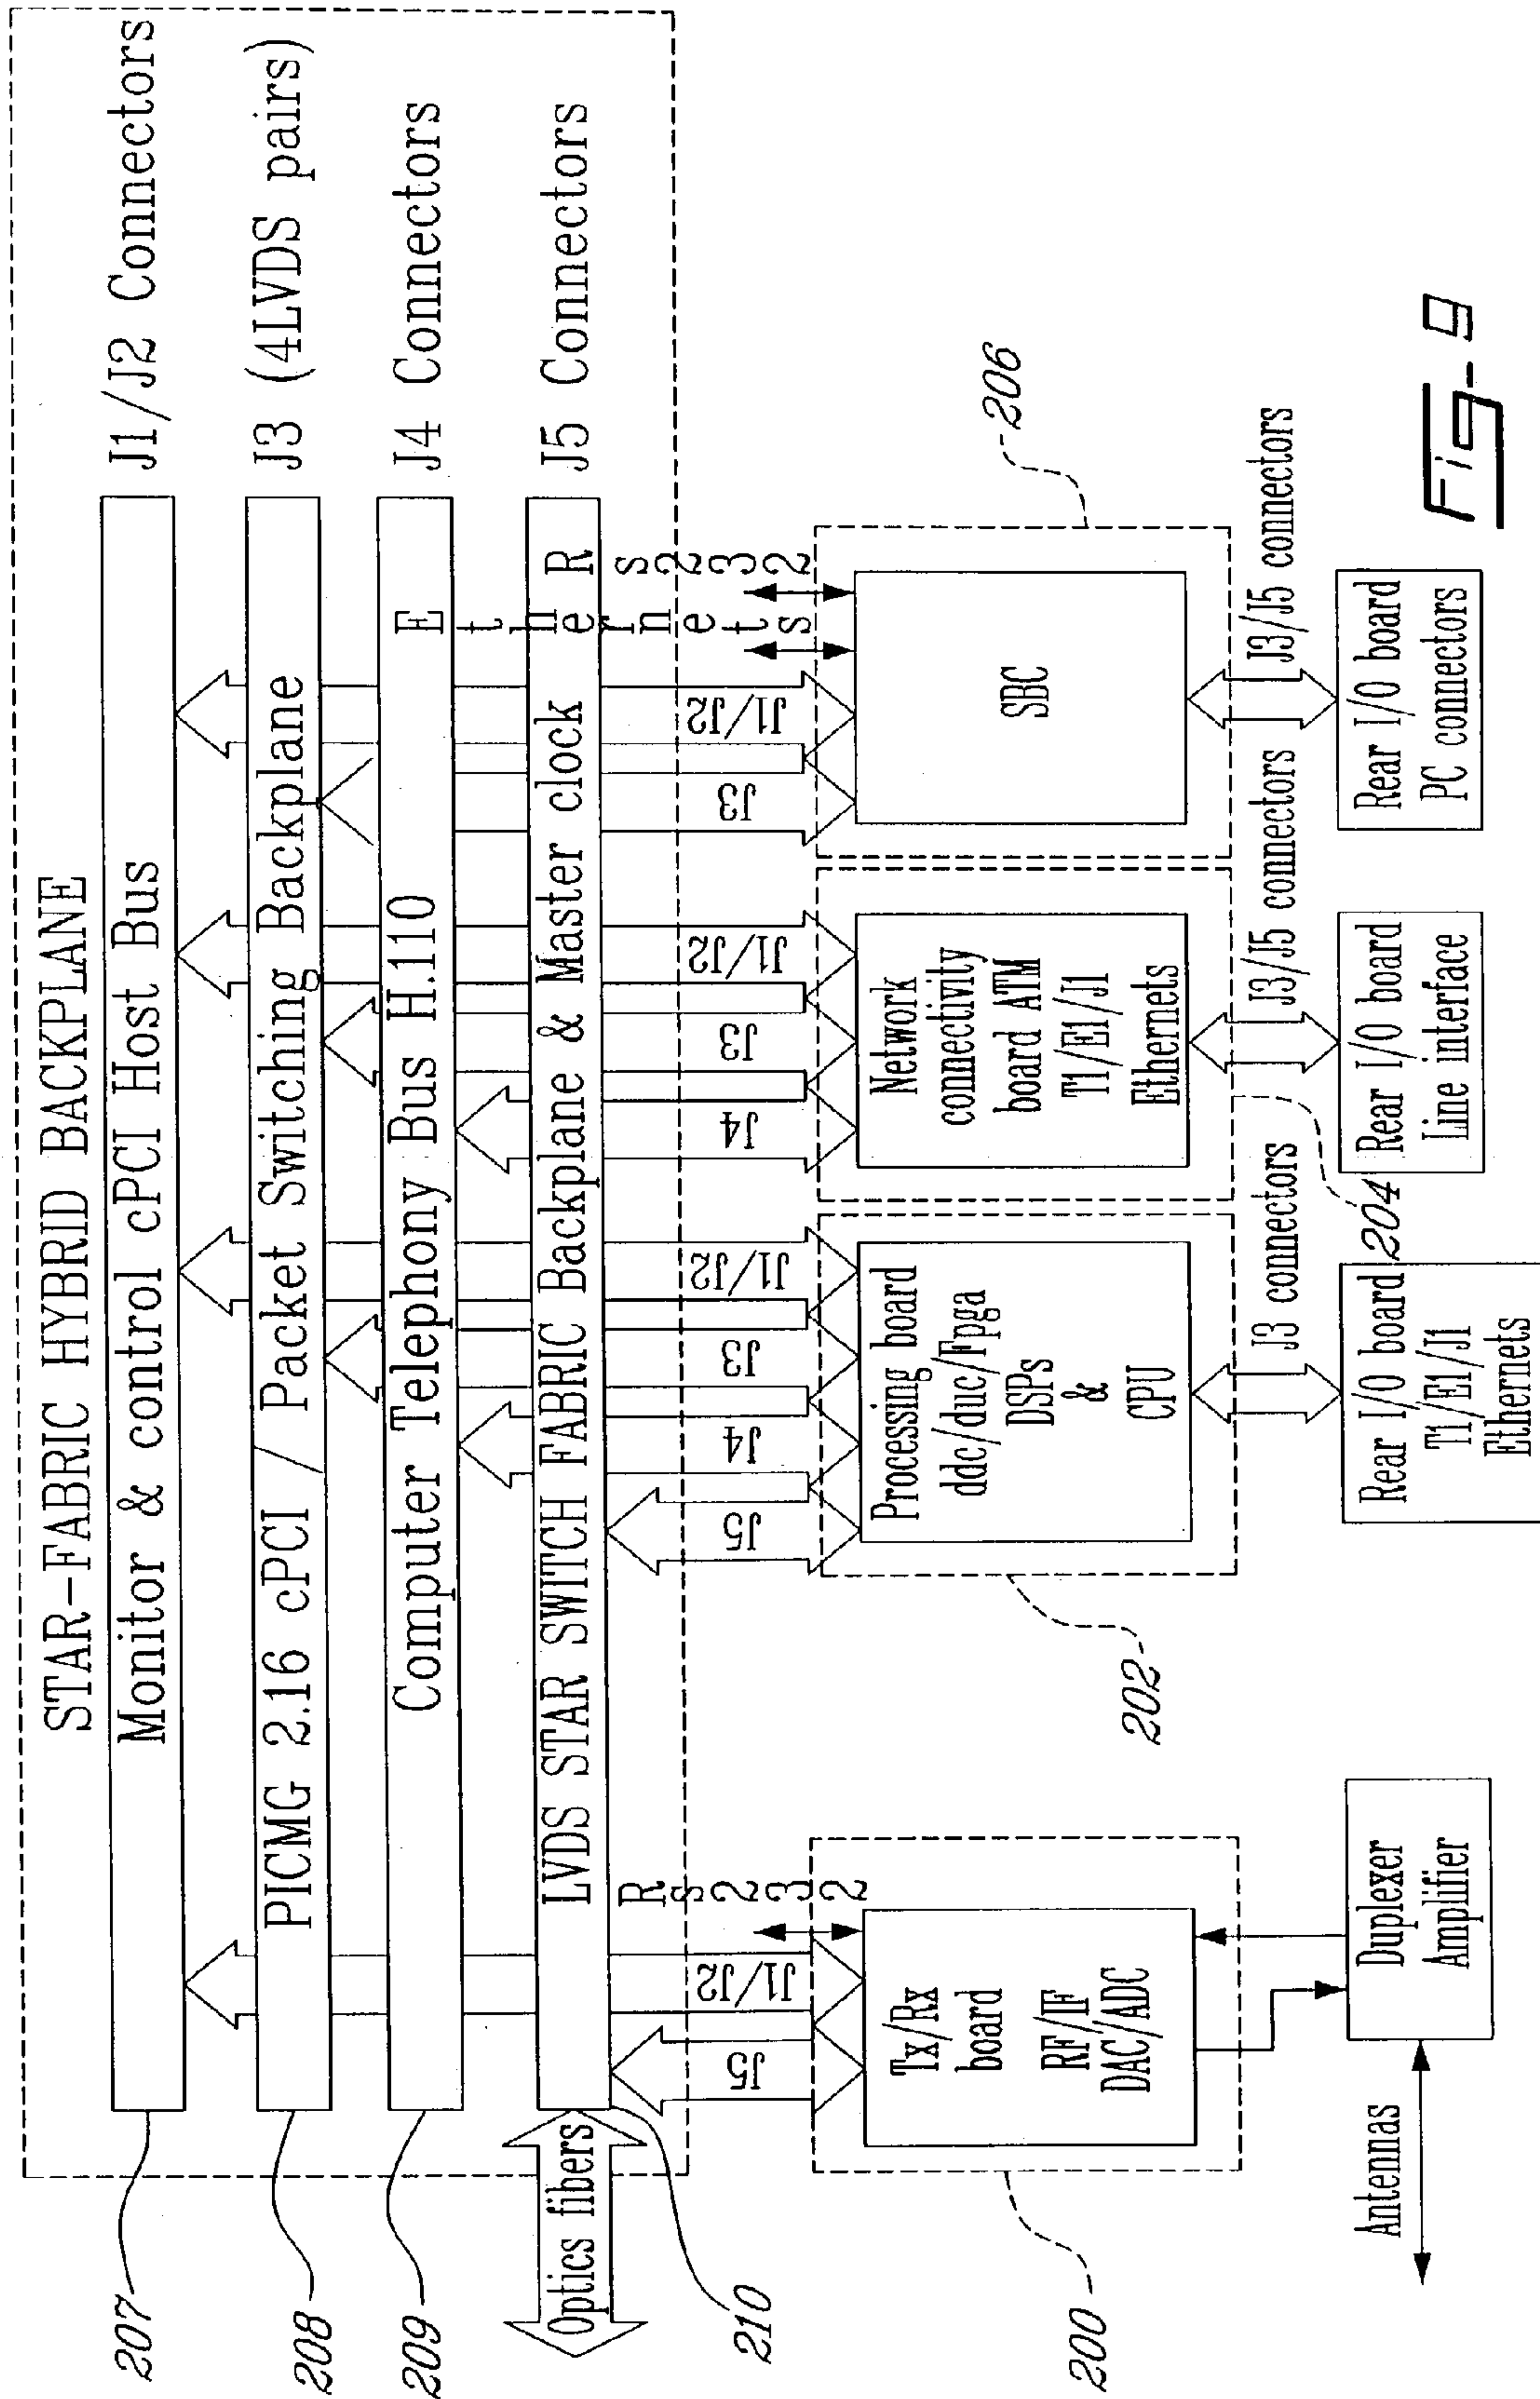 STAR-FABRIC HYBRID BACKPLANE
207
Monitor & control cPCI Host Bus
J1/J2 Connectors
208
PICMG 2.16 cPCI / Packet Switching Backplane
J3 (4LVDS pairs)
209
Computer Telephony Bus H.110
J4 Connectors
Optics fibers
LVDS STAR SWITCH FABRIC Backplane & Master clock
J5 Connectors
210
J5
J1/J2
Rs232
J5
J4
J3
J1/J2
J4
J3
J1/J2
J3
J1/J2
Ethernets
Rs232
200
Tx/Rx
board
RF/IF
DAC/ADC
202
Processing board
ddc/duc/Fpga
DSPs
&
CPU
Network
connectivity
board ATM
T1/E1/J1
Ethernets
204
SBC
206
J3 connectors
J3/J5 connectors
J3/J5 connectors
Antennas
Duplexer
Amplifier
Rear I/O board
T1/E1/J1
Ethernets
Rear I/O board
Line interface
Rear I/O board
PC connectors
Fig-9